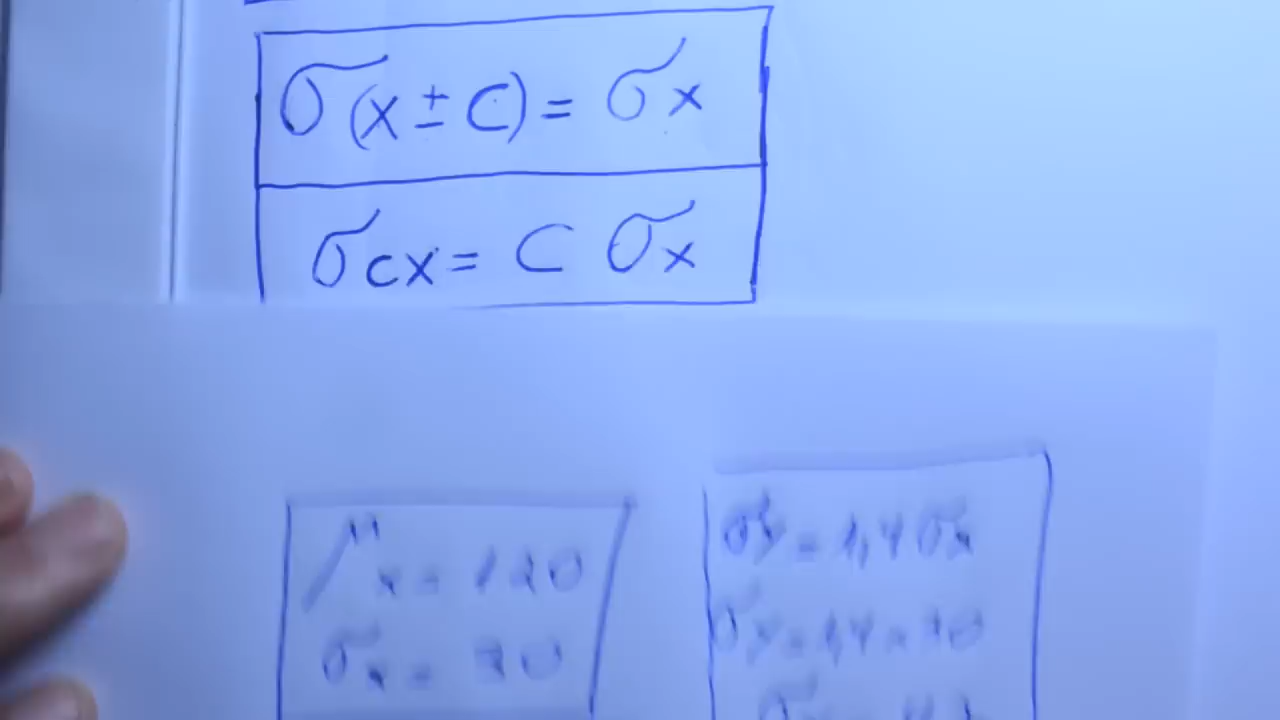 σ(x ± c) = σx
σcx = c σx
μx = 120
σx = 30
σy = 1,4 σx
σy = 1,4 × 30